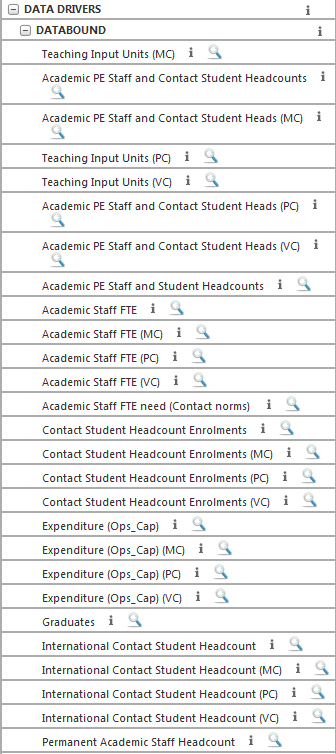 DATA DRIVERS
DATABOUND
Teaching Input Units (MC)
Academic PE Staff and Contact Student Headcounts
Academic PE Staff and Contact Student Heads (MC)
Teaching Input Units (PC)
Teaching Input Units (VC)
Academic PE Staff and Contact Student Heads (PC)
Academic PE Staff and Contact Student Heads (VC)
Academic PE Staff and Student Headcounts
Academic Staff FTE
Academic Staff FTE (MC)
Academic Staff FTE (PC)
Academic Staff FTE (VC)
Academic Staff FTE need (Contact norms)
Contact Student Headcount Enrolments
Contact Student Headcount Enrolments (MC)
Contact Student Headcount Enrolments (PC)
Contact Student Headcount Enrolments (VC)
Expenditure (Ops_Cap)
Expenditure (Ops_Cap) (MC)
Expenditure (Ops_Cap) (PC)
Expenditure (Ops_Cap) (VC)
Graduates
International Contact Student Headcount
International Contact Student Headcount (MC)
International Contact Student Headcount (PC)
International Contact Student Headcount (VC)
Permanent Academic Staff Headcount